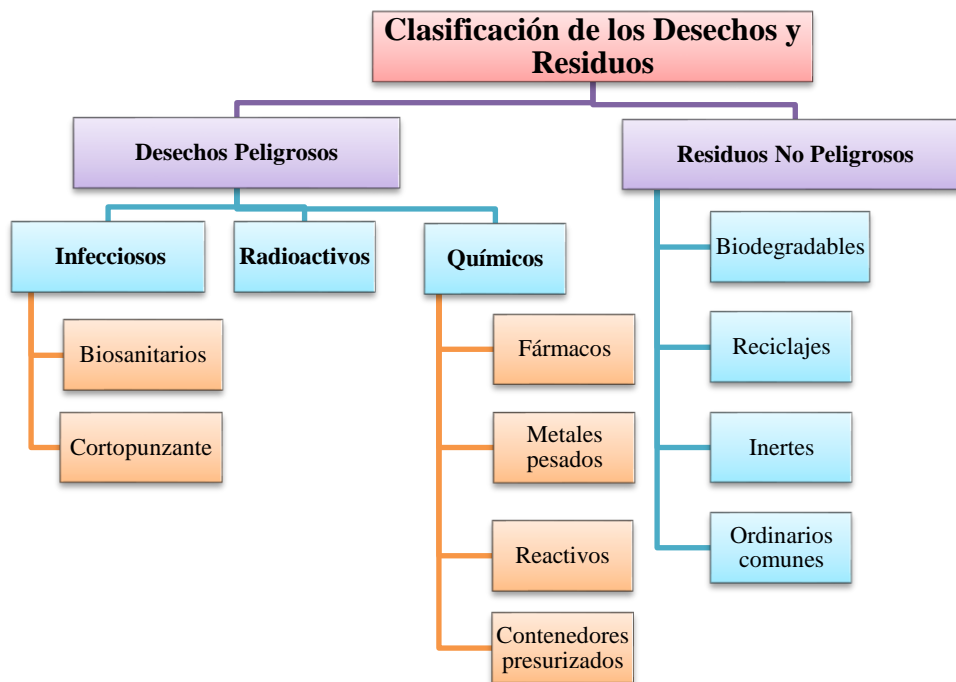 Clasificación de los Desechos y
Residuos
Desechos Peligrosos
Residuos No Peligrosos
Infecciosos
Radioactivos
Químicos
Biosanitarios
Cortopunzante
Fármacos
Metales
pesados
Reactivos
Contenedores
presurizados
Biodegradables
Reciclajes
Inertes
Ordinarios
comunes